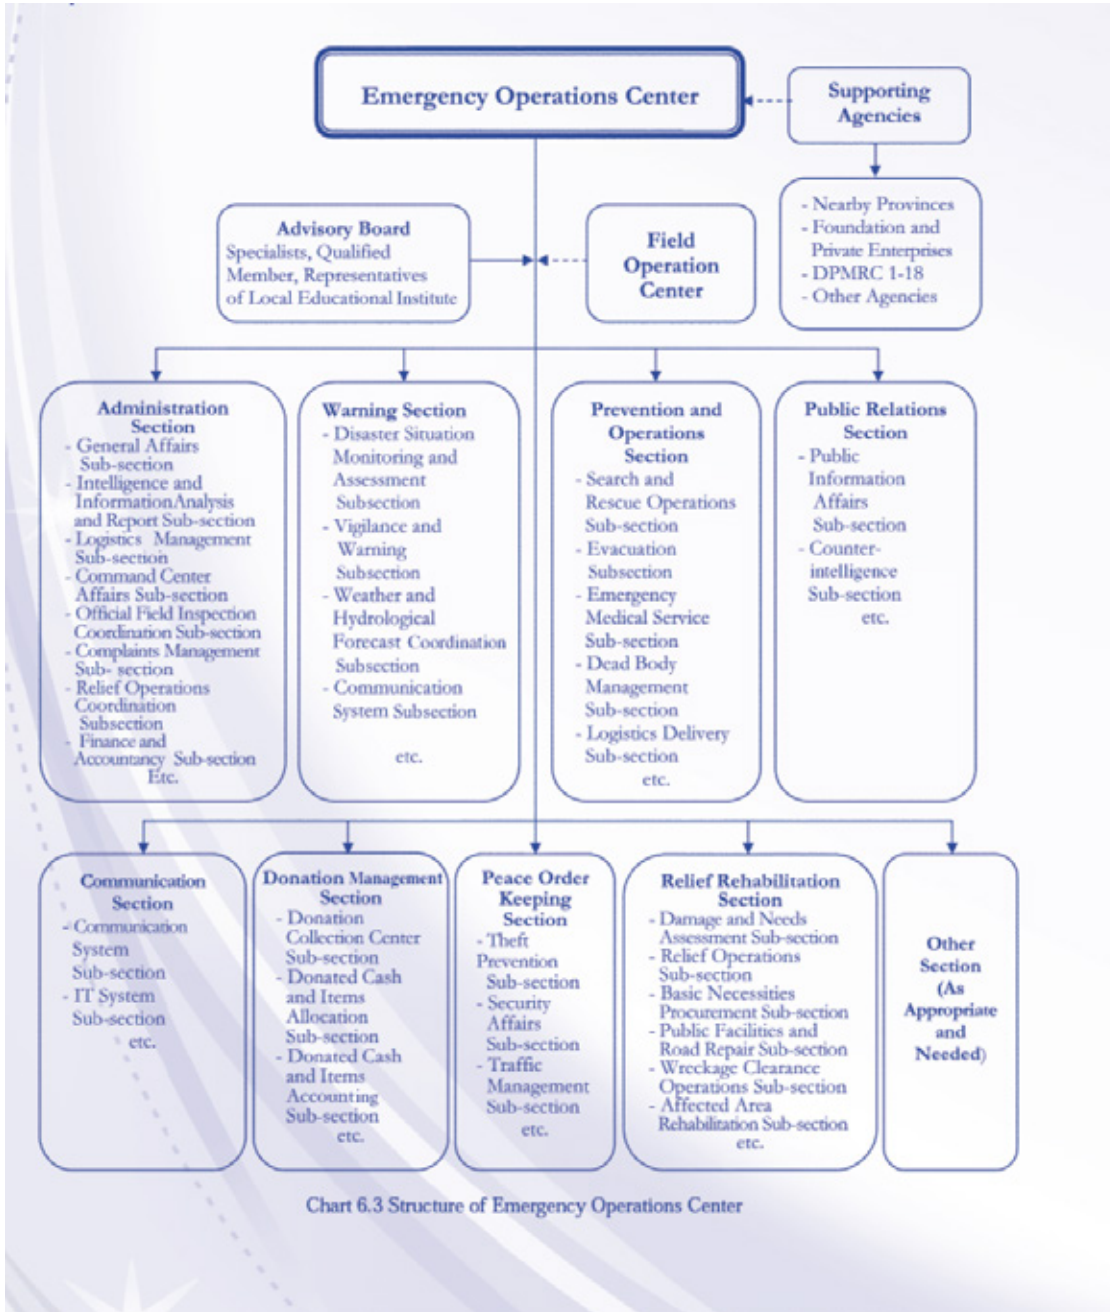 Emergency Operations Center
Supporting
Agencies
- Nearby Provinces
- Foundation and
Private Enterprises
- DPMRC 1-18
- Other Agencies
Advisory Board
Specialists, Qualified
Member, Representatives
of Local Educational Institute
Field
Operation
Center
Administration
Section
- General Affairs
Sub-section
- Intelligence and
InformationAnalysis
and Report Sub-section
- Logistics Management
Sub-section
- Command Center
Affairs Sub-section
- Official Field Inspection
Coordination Sub-section
- Complaints Management
Sub- section
- Relief Operations
Coordination
Subsection
- Finance and
Accountancy Sub-section
Etc.
Warning Section
- Disaster Situation
Monitoring and
Assessment
Subsection
- Vigilance and
Warning
Subsection
- Weather and
Hydrological
Forecast Coordination
Subsection
- Communication
System Subsection
etc.
Prevention and
Operations
Section
- Search and
Rescue Operations
Sub-section
- Evacuation
Subsection
- Emergency
Medical Service
Sub-section
- Dead Body
Management
Sub-section
- Logistics Delivery
Sub-section
etc.
Public Relations
Section
- Public
Information
Affairs
Sub-section
- Counter-
intelligence
Sub-section
etc.
Communication
Section
- Communication
System
Sub-section
- IT System
Sub-section
etc.
Donation Management
Section
- Donation
Collection Center
Sub-section
- Donated Cash
and Items
Allocation
Sub-section
- Donated Cash
and Items
Accounting
Sub-section
etc.
Peace Order
Keeping
Section
- Theft
Prevention
Sub-section
- Security
Affairs
Sub-section
- Traffic
Management
Sub-section
etc.
Relief Rehabilitation
Section
- Damage and Needs
Assessment Sub-section
- Relief Operations
Sub-section
- Basic Necessities
Procurement Sub-section
- Public Facilities and
Road Repair Sub-section
- Wreckage Clearance
Operations Sub-section
- Affected Area
Rehabilitation Sub-section
etc.
Other
Section
(As
Appropriate
and
Needed)
Chart 6.3 Structure of Emergency Operations Center